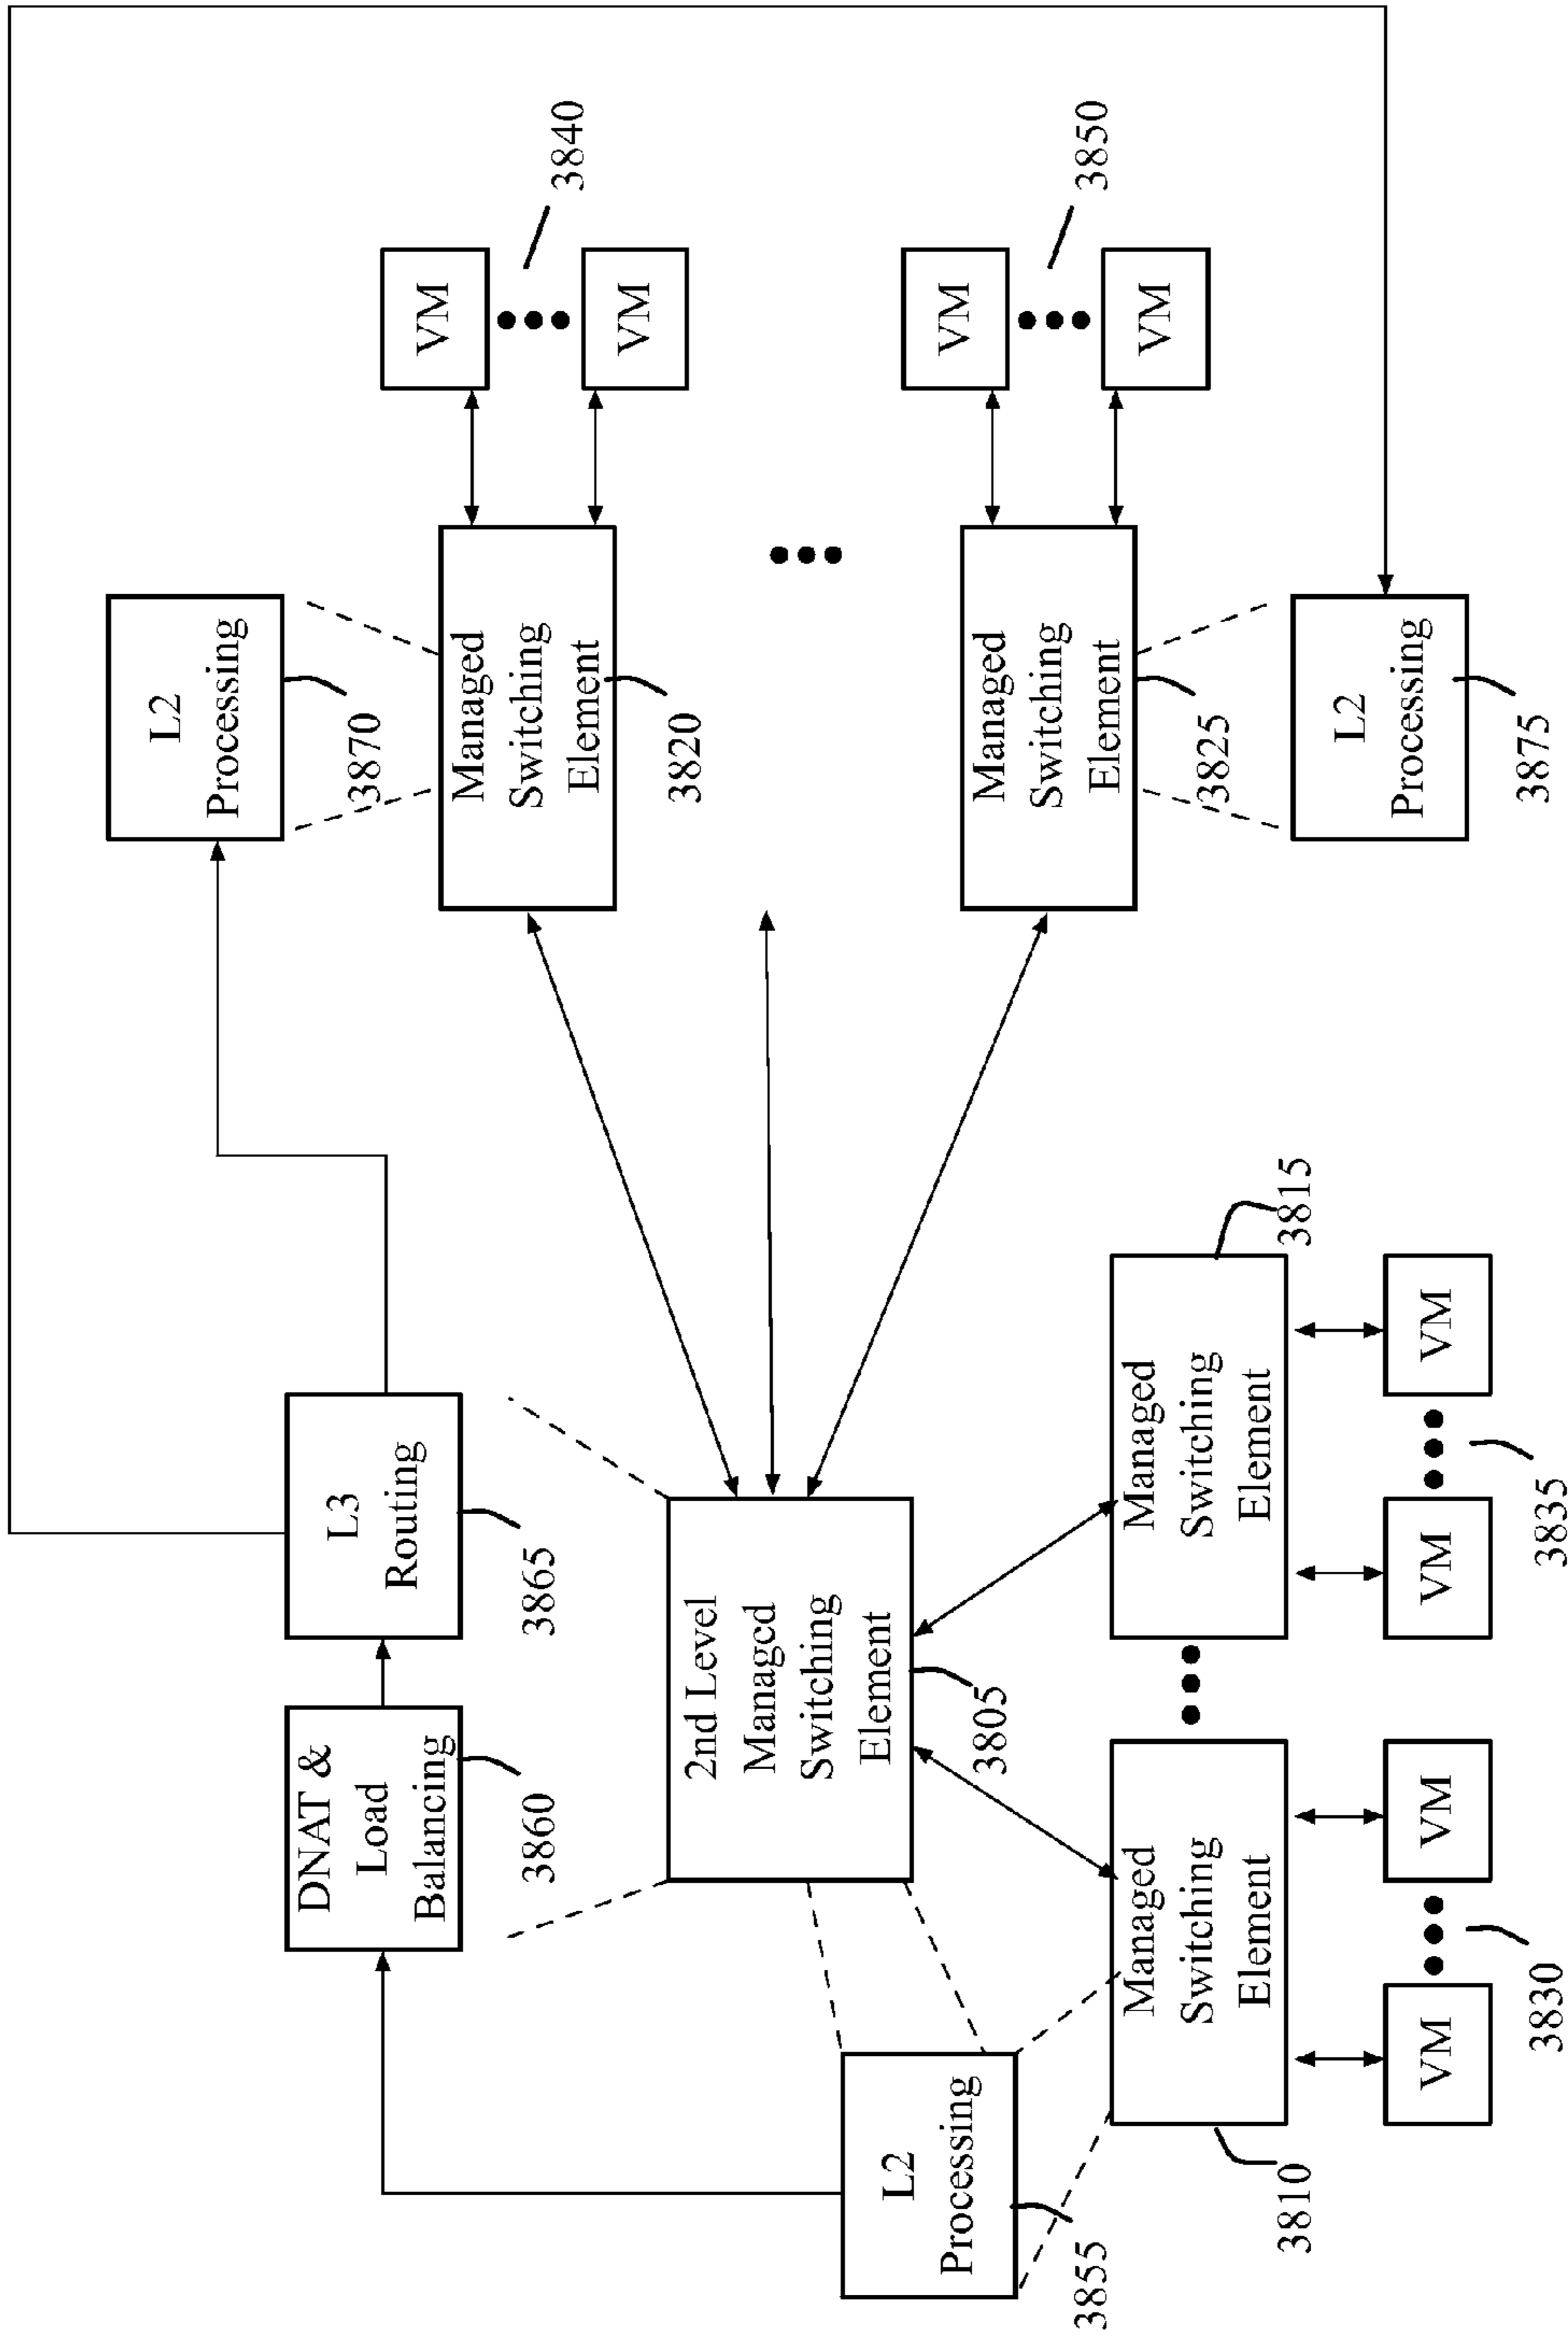 L2
Processing
3870
DNAT &
Load
Balancing
3860
L3
Routing
3865
Managed
Switching
Element
3820
VM
3840
VM
2nd Level
Managed
Switching
Element
3805
L2
Processing
3855
Managed
Switching
Element
3825
VM
3850
VM
Managed
Switching
Element
3810
Managed
Switching
Element
3815
L2
Processing
3875
VM
VM
3830
VM
VM
3835